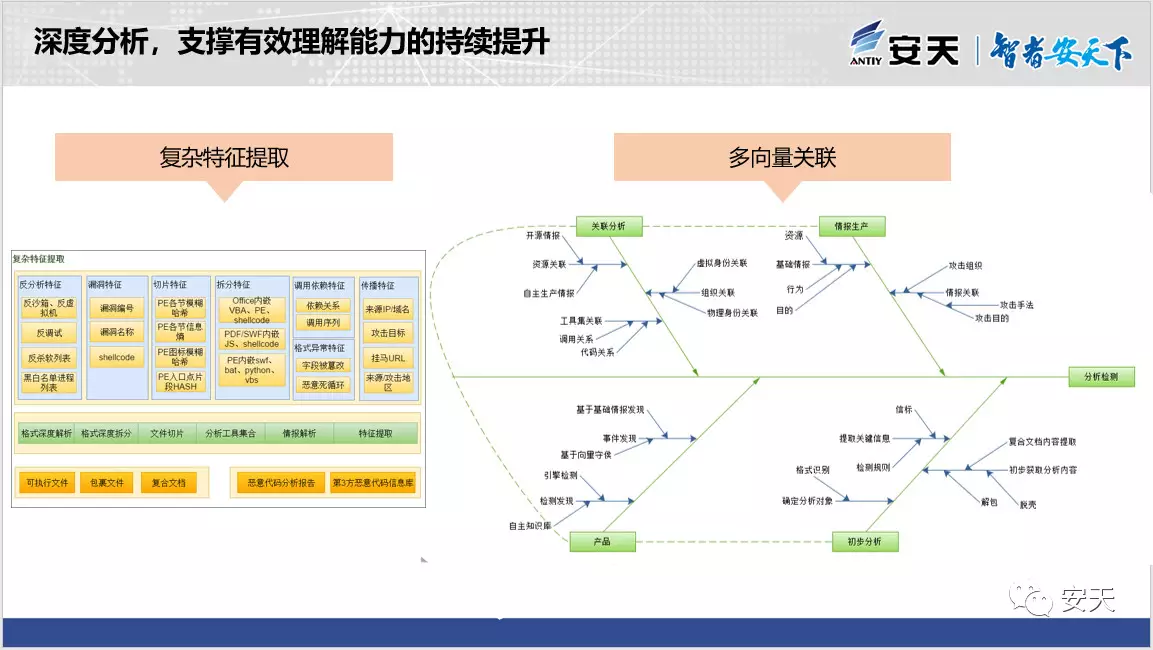 深度分析，支撑有效理解能力的持续提升
ANTIY 安天
智者安天下
复杂特征提取
多向量关联
复杂特征提取
反分析特征
反沙箱、反虚
拟机
反调试
反杀软列表
黑白名单进程
列表
漏洞特征
漏洞编号
漏洞名称
shellcode
切片特征
PE各节模糊
哈希
PE各节信息
熵
PE图标模糊
哈希
PE入口点片
段HASH
拆分特征
Office内嵌
VBA、PE、
shellcode
PDF/SWF内嵌
JS、shellcode
PE内嵌swf、
bat、python、
vbs
调用依赖特征
依赖关系
调用序列
格式异常特征
字段被篡改
恶意死循环
传播特征
来源IP/域名
攻击目标
挂马URL
来源/攻击地
区
格式深度解析
格式深度拆分
文件切片
分析工具集合
情报解析
特征提取
可执行文件
包裹文件
复合文档
恶意代码分析报告
第3方恶意代码信息库
关联分析
开源情报
资源关联
自主生产情报
虚拟身份关联
组织关联
物理身份关联
工具集关联
调用关系
代码关系
情报生产
资源
基础情报
行为
目的
攻击组织
情报关联
攻击手法
攻击目的
分析检测
基于基础情报发现
事件发现
基于向量守侯
引擎检测
检测发现
自主知识库
产品
信标
提取关键信息
检测规则
格式识别
确定分析对象
复合文档内容提取
初步获取分析内容
解包
脱壳
初步分析
安天